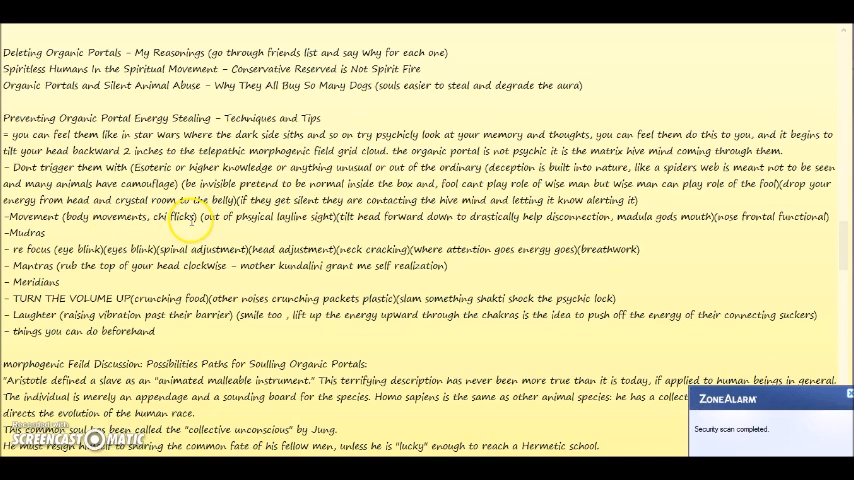 Deleting Organic Portals - My Reasonings (go through friends list and say why for each one)
Spiritless Humans In the Spiritual Movement - Conservative Reserved is Not Spirit Fire
Organic Portals and Silent Animal Abuse - Why They All Buy So Many Dogs (souls easier to steal and degrade the aura)
Preventing Organic Portal Energy Stealing - Techniques and Tips
= you can feel them like in star wars where the dark side siths and so on try psychicly look at your memory and thoughts, you can feel them do this to you, and it begins to
tilt your head backward 2 inches to the telepathic morphogenic field grid cloud. the organic portal is not psychic it is the matrix hive mind coming through them.
- Dont trigger them with (Esoteric or higher knowledge or anything unusual or out of the ordinary (deception is built into nature, like a spiders web is meant not to be seen
and many animals have camouflage) (be invisible pretend to be normal inside the box and, fool cant play role of wise man but wise man can play role of the fool)(drop your
energy from head and crystal room to the belly)(if they get silent they are contacting the hive mind and letting it know alerting it)
-Movement (body movements, chi flicks) (out of phsyical layline sight)(tilt head forward down to drastically help disconnection, madula gods mouth)(nose frontal functional)
-Mudras
- re focus (eye blink)(eyes blink)(spinal adjustment)(head adjustment)(neck cracking)(where attention goes energy goes)(breathwork)
- Mantras (rub the top of your head clockwise - mother kundalini grant me self realization)
- Meridians
- TURN THE VOLUME UP(crunching food)(other noises crunching packets plastic)(slam something shakti shock the psychic lock)
- Laughter (raising vibration past their barrier) (smile too , lift up the energy upward through the chakras is the idea to push off the energy of their connecting suckers)
- things you can do beforehand
morphogenic Feild Discussion: Possibilities Paths for Soulling Organic Portals:
"Aristotle defined a slave as an "animated malleable instrument." This terrifying description has never been more true than it is today, if applied to human beings in general.
The individual is merely an appendage and a sounding board for the species. Homo sapiens is the same as other animal species: he has a collec
directs the evolution of the human race.
This common soul has been called the "collective unconscious" by Jung.
He must resign himself to sharing the common fate of his fellow men, unless he is "lucky" enough to reach a Hermetic school.
ZONEALARM
Security scan completed.
Recorded with
SCREENCAST MATIC